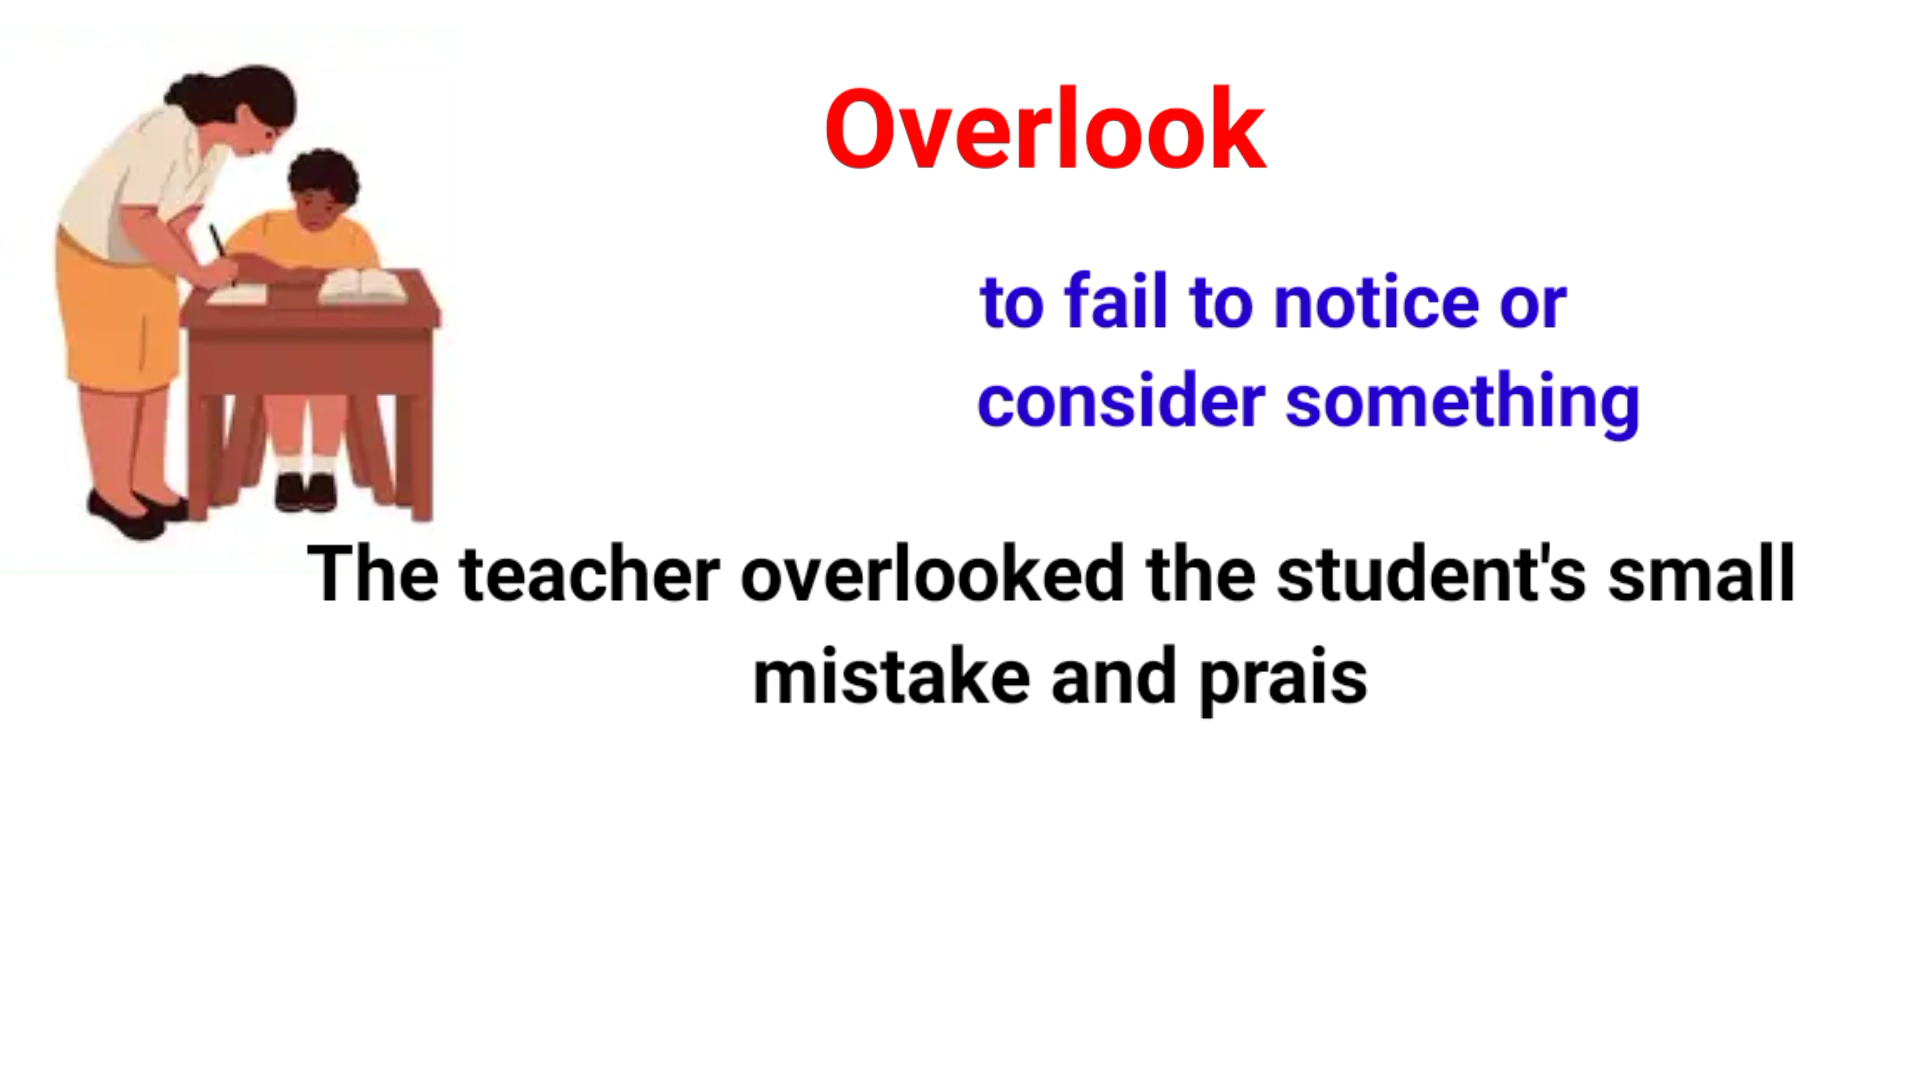 Overlook
to fail to notice or
consider something
The teacher overlooked the student's small
mistake and prais